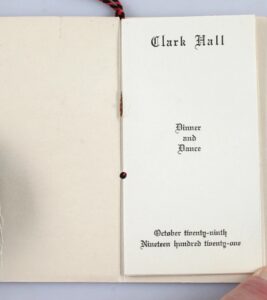 Clark Hall
Dinner
and
Dance
October twenty-ninth
Nineteen hundred twenty-one